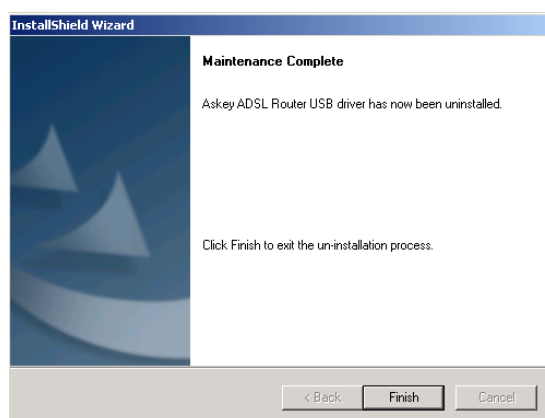 InstallShield Wizard
Maintenance Complete
Askey ADSL Router USB driver has now been uninstalled.
Click Finish to exit the un-installation process.
< Back Finish Cancel